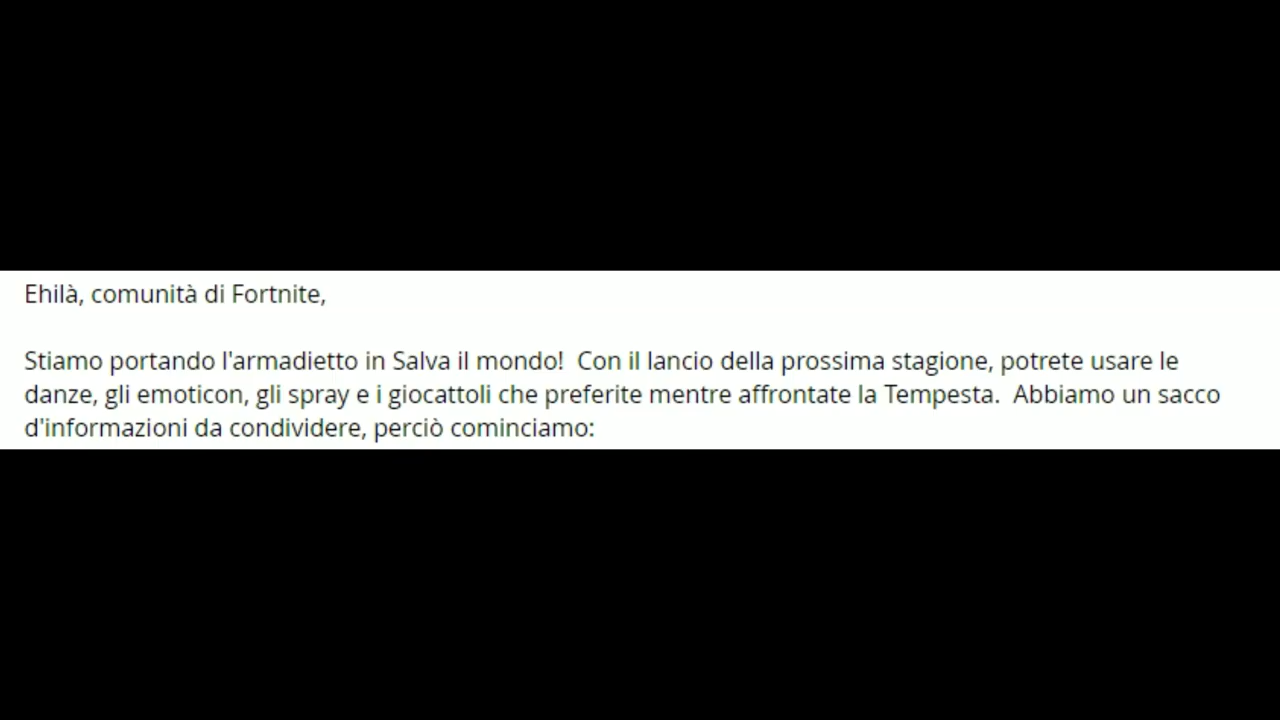 Ehilà, comunità di Fortnite,
Stiamo portando l'armadietto in Salva il mondo!  Con il lancio della prossima stagione, potrete usare le
danze, gli emoticon, gli spray e i giocattoli che preferite mentre affrontate la Tempesta.  Abbiamo un sacco
d'informazioni da condividere, perciò cominciamo: